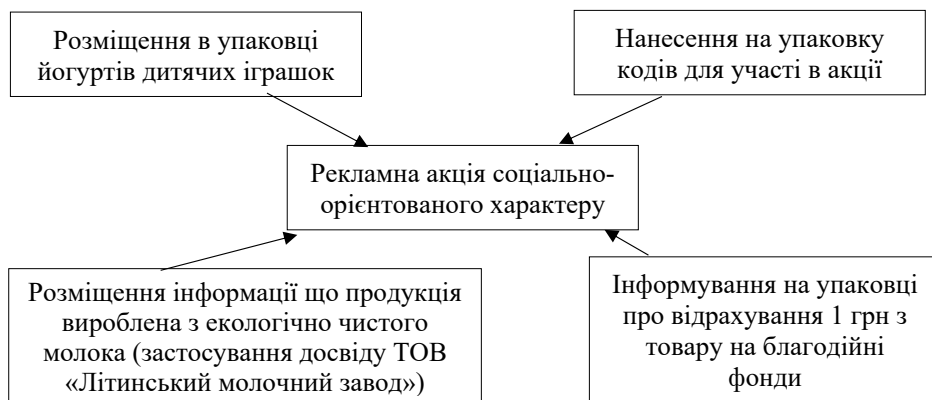 Розміщення в упаковці
йогуртів дитячих іграшок
Нанесення на упаковку
кодів для участі в акції
Рекламна акція соціально-
орієнтованого характеру
Розміщення інформації що продукція
вироблена з екологічно чистого
молока (застосування досвіду ТОВ
«Літинський молочний завод»)
Інформування на упаковці
про відрахування 1 грн з
товару на благодійні
фонди